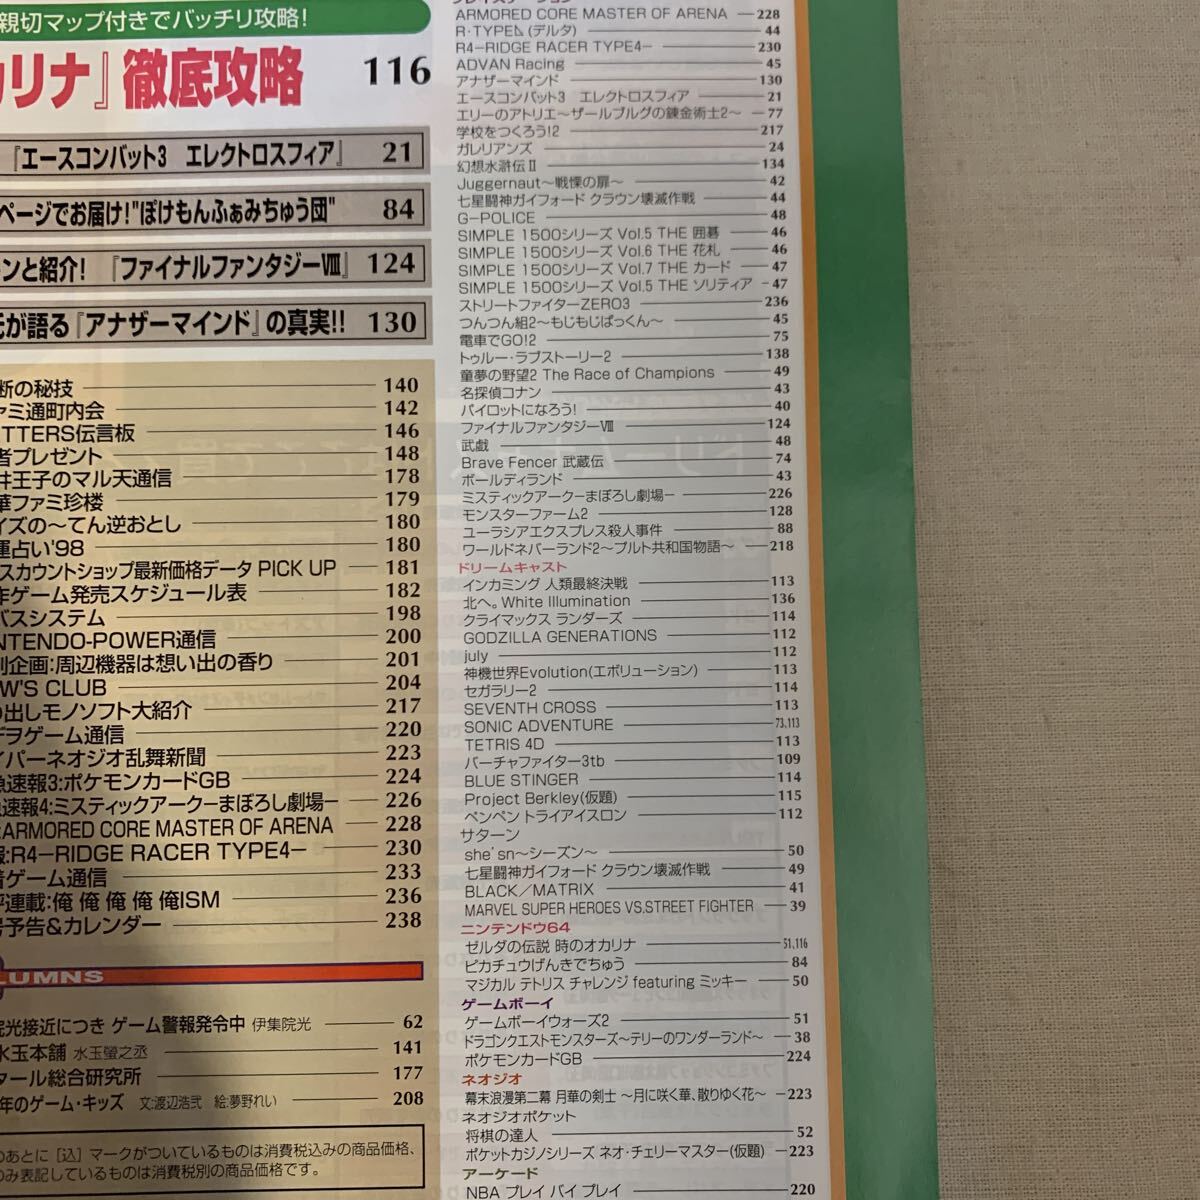 親切マップ付きでバッチリ攻略!
カリナ』徹底攻略 116
『エースコンバット3 エレクトロスフィア』 21
ページでお届け!"ぽけもんふぁみちゅう団" 84
ンと紹介! 『ファイナルファンタジーⅧ』 124
氏が語る『アナザーマインド』の真実!! 130
断の秘技 140
ァミ通町内会 142
TTERS伝言板 146
者プレゼント 148
井王子のマル天通信 178
華ファミ珍楼 179
イズの〜てん逆おとし 180
運占い'98 180
スカウントショップ最新価格データ PICK UP 181
作ゲーム発売スケジュール表 182
バスシステム 198
NTENDO-POWER通信 200
別企画:周辺機器は想い出の香り 201
W'S CLUB 204
り出しモノソフト大紹介 217
デヲゲーム通信 220
イパーネオジオ乱舞新聞 223
急速報3:ポケモンカードGB 224
急速報4:ミスティックアークーまぼろし劇場ー 226
:ARMORED CORE MASTER OF ARENA 228
報:R4−RIDGE RACER TYPE4− 230
着ゲーム通信 233
平連載:俺 俺 俺 俺 俺ISM 236
号予告&カレンダー 238
LUMNS
院光接近につき ゲーム警報発令中 伊集院光 62
水玉本舗 水玉螢之丞 141
タール総合研究所 177
年のゲーム・キッズ 文:渡辺浩弐 絵:夢野れい 208
のあとに[込]マークがついているものは消費税込みの商品価格、
のみ表記しているものは消費税別の商品価格です。
プレイステーション
ARMORED CORE MASTER OF ARENA 228
R・TYPEΔ(デルタ) 44
R4−RIDGE RACER TYPE4− 230
ADVAN Racing 45
アナザーマインド 130
エースコンバット3 エレクトロスフィア 21
エリーのアトリエ〜ザールブルグの錬金術士2〜 77
学校をつくろう!2 217
ガレリアンズ 24
幻想水滸伝Ⅱ 134
Juggernaut〜戦慄の扉〜 42
七星闘神ガイフォード クラウン壊滅作戦 44
G−POLICE 48
SIMPLE 1500シリーズ Vol.5 THE 囲碁 46
SIMPLE 1500シリーズ Vol.6 THE 花札 46
SIMPLE 1500シリーズ Vol.7 THE カード 47
SIMPLE 1500シリーズ Vol.5 THE ソリティア 47
ストリートファイターZERO3 236
つんつん組2〜もじもじぱっくん〜 45
電車でGO!2 75
トゥルー・ラブストーリー2 138
童夢の野望2 The Race of Champions 49
名探偵コナン 43
パイロットになろう! 40
ファイナルファンタジーⅧ 124
武戯 48
Brave Fencer 武蔵伝 74
ボールディランド 43
ミスティックアークーまぼろし劇場ー 226
モンスターファーム2 128
ユーラシアエクスプレス殺人事件 88
ワールドネバーランド2〜プルト共和国物語〜 218
ドリームキャスト
インカミング 人類最終決戦 113
北へ。White Illumination 136
クライマックス ランダーズ 114
GODZILLA GENERATIONS 112
july 112
神機世界Evolution(エボリューション) 113
セガラリー2 114
SEVENTH CROSS 113
SONIC ADVENTURE 73,113
TETRIS 4D 113
バーチャファイター3tb 109
BLUE STINGER 114
Project Berkley(仮題) 115
ペンペン トライアイスロン 112
サターン
she'sn〜シーズン〜 50
七星闘神ガイフォード クラウン壊滅作戦 49
BLACK/MATRIX 41
MARVEL SUPER HEROES VS.STREET FIGHTER 39
ニンテンドウ64
ゼルダの伝説 時のオカリナ 51,116
ピカチュウげんきでちゅう 84
マジカル テトリス チャレンジ featuring ミッキー 50
ゲームボーイ
ゲームボーイウォーズ2 51
ドラゴンクエストモンスターズ〜テリーのワンダーランド〜 38
ポケモンカードGB 224
ネオジオ
幕末浪漫第二幕 月華の剣士 〜月に咲く華、散りゆく花〜 223
ネオジオポケット
将棋の達人 52
ポケットカジノシリーズ ネオ・チェリーマスター(仮題) 223
アーケード
NBA プレイ バイ プレイ 220